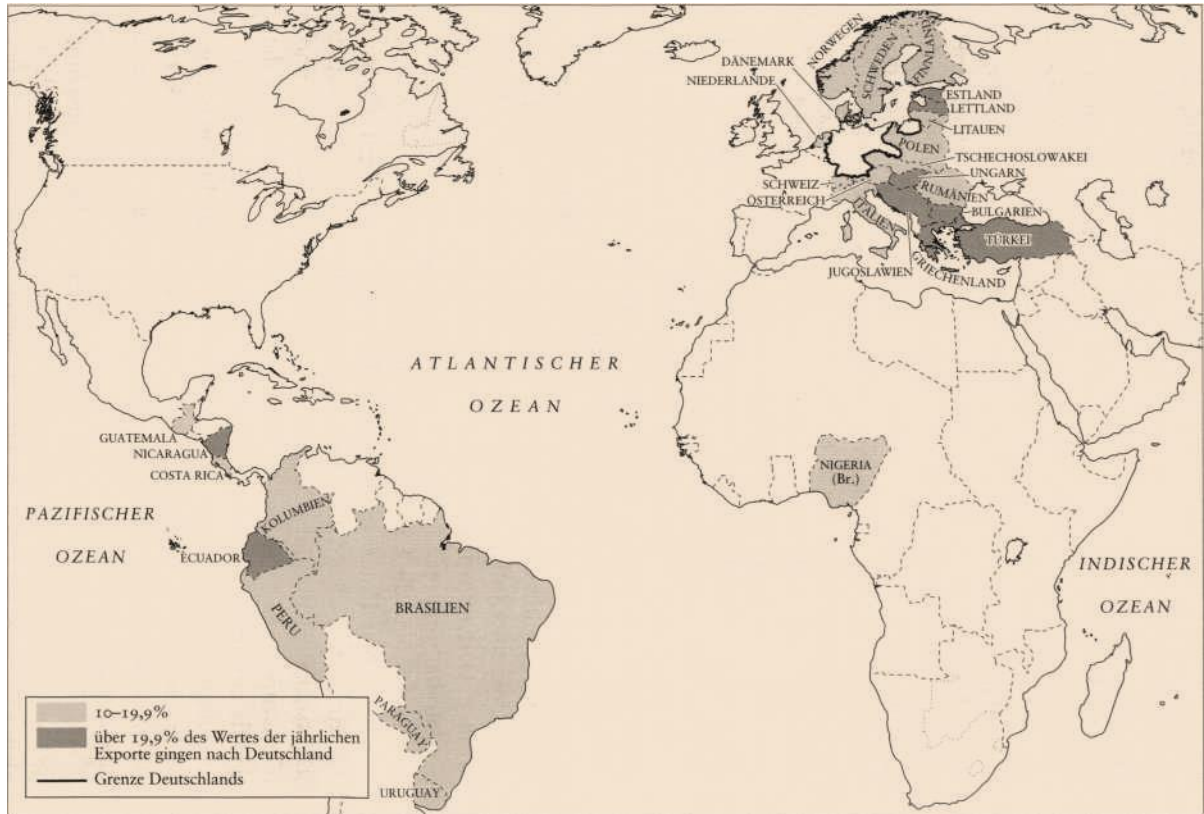 NORWEGEN
SCHWEDEN
FINNLAND
DÄNEMARK
NIEDERLANDE
ESTLAND
LETTLAND
LITAUEN
POLEN
TSCHECHOSLOWAKEI
UNGARN
SCHWEIZ
RUMÄNIEN
ÖSTERREICH
ITALIEN
BULGARIEN
TÜRKEI
JUGOSLAWIEN
GRIECHENLAND
ATLANTISCHER
OZEAN
GUATEMALA
NICARAGUA
COSTA RICA
NIGERIA
(Br.)
PAZIFISCHER
OZEAN
KOLUMBIEN
ECUADOR
INDISCHER
OZEAN
PERU
BRASILIEN
PARAGUAY
URUGUAY
10–19,9%
über 19,9% des Wertes der jährlichen
Exporte gingen nach Deutschland
Grenze Deutschlands